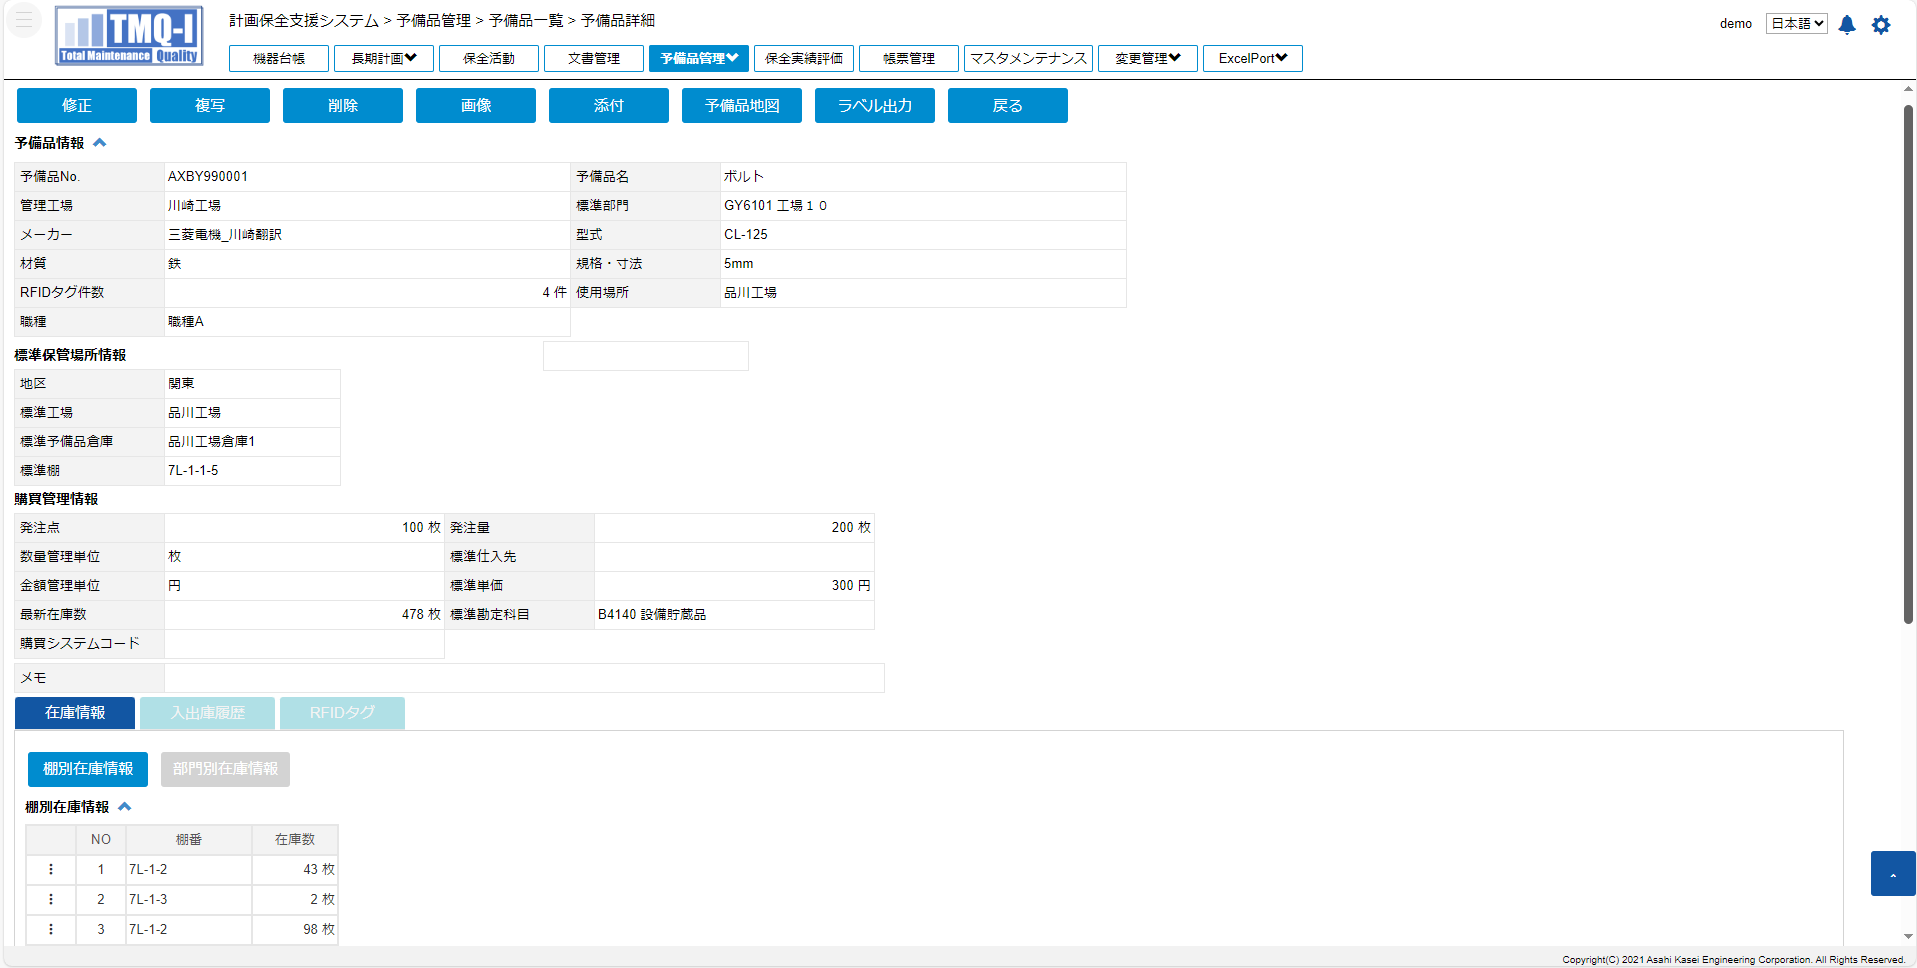 TMQ-I
Total Maintenance Quality
計画保全支援システム > 予備品管理 > 予備品一覧 > 予備品詳細
demo 日本語
機器台帳 長期計画 保全活動 文書管理 予備品管理 保全実績評価 帳票管理 マスタメンテナンス 変更管理 ExcelPort
修正 複写 削除 画像 添付 予備品地図 ラベル出力 戻る
予備品情報
予備品No. AXBY990001 予備品名 ボルト
管理工場 川崎工場 標準部門 GY6101 工場１０
メーカー 三菱電機_川崎翻訳 型式 CL-125
材質 鉄 規格・寸法 5mm
RFIDタグ件数 4 件 使用場所 品川工場
職種 職種A
標準保管場所情報
地区 関東
標準工場 品川工場
標準予備品倉庫 品川工場倉庫1
標準棚 7L-1-1-5
購買管理情報
発注点 100 枚 発注量 200 枚
数量管理単位 枚 標準仕入先
金額管理単位 円 標準単価 300 円
最新在庫数 478 枚 標準勘定科目 B4140 設備貯蔵品
購買システムコード
メモ
在庫情報 入出庫履歴 RFIDタグ
棚別在庫情報 部門別在庫情報
棚別在庫情報
NO 棚番 在庫数
1 7L-1-2 43 枚
2 7L-1-3 2 枚
3 7L-1-2 98 枚
Copyright(C) 2021 Asahi Kasei Engineering Corporation. All Rights Reserved.